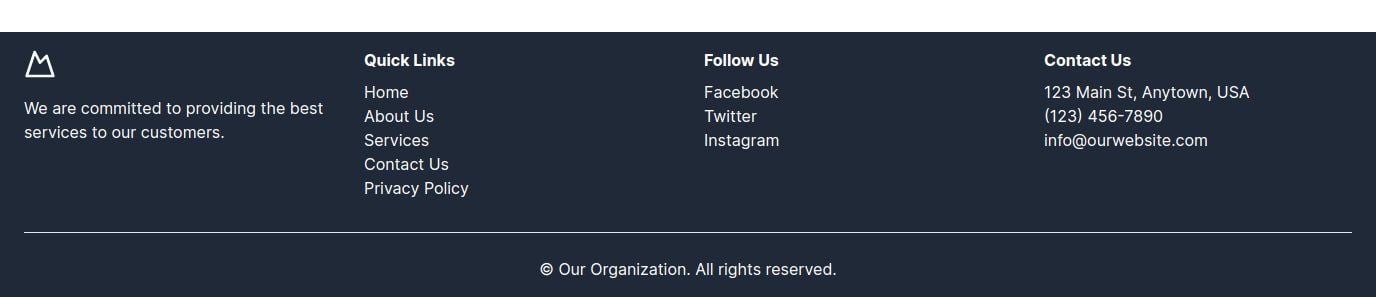 We are committed to providing the best
services to our customers.
Quick Links
Home
About Us
Services
Contact Us
Privacy Policy
Follow Us
Facebook
Twitter
Instagram
Contact Us
123 Main St, Anytown, USA
(123) 456-7890
info@ourwebsite.com
© Our Organization. All rights reserved.